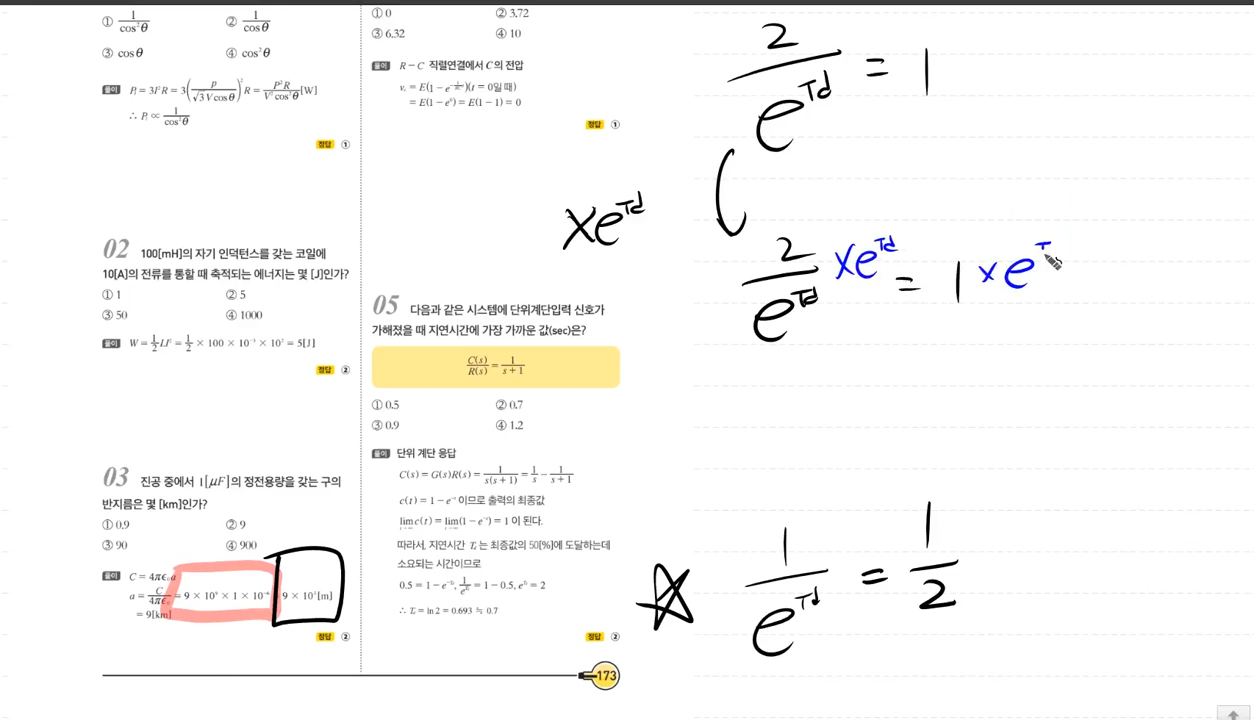 ① 1/cos²θ ② 1/cosθ
③ cosθ ④ cos²θ
풀이 Pₗ = 3I²R = 3(P/(√3 V cosθ))² R = P²R/(V² cos²θ) [W]
∴ Pₗ ∝ 1/cos²θ
정답 ①
02 100[mH]의 자기 인덕턴스를 갖는 코일에
10[A]의 전류를 통할 때 축적되는 에너지는 몇 [J]인가?
① 1 ② 5
③ 50 ④ 1000
풀이 W = 1/2 LI² = 1/2 × 100 × 10⁻³ × 10² = 5[J]
정답 ②
03 진공 중에서 1[μF]의 정전용량을 갖는 구의
반지름은 몇 [km]인가?
① 0.9 ② 9
③ 90 ④ 900
풀이 C = 4πε₀a
a = C/4πε₀ = 9 × 10⁹ × 1 × 10⁻⁶ 9 × 10³[m]
= 9[km]
정답 ②
① 0 ② 3.72
③ 6.32 ④ 10
풀이 R − C 직렬연결에서 C의 전압
(t = 0일 때)
= E(1 − e⁰) = E(1 − 1) = 0
정답 ①
05 다음과 같은 시스템에 단위계단입력 신호가
가해졌을 때 지연시간에 가장 가까운 값(sec)은?
C(s)/R(s) = 1/(s+1)
① 0.5 ② 0.7
③ 0.9 ④ 1.2
풀이 단위 계단 응답
C(s) = G(s)R(s) = 1/(s(s+1)) = 1/s − 1/(s+1)
c(t) = 1 − e⁻ᵗ 이므로 출력의 최종값
lim c(t) = lim(1 − e⁻ᵗ) = 1 이 된다.
따라서, 지연시간 T_d는 최종값의 50[%]에 도달하는데
소요되는 시간이므로
0.5 = 1 − e^(−Td), 1/e^(Td) = 1 − 0.5, e^(Td) = 2
∴ T_d = ln 2 = 0.693 ≒ 0.7
정답 ②
173
2/e^(Td) = 1
×e^(Td)
2/e^(Td) ×e^(Td) = 1 ×e^T
1/e^(Td) = 1/2